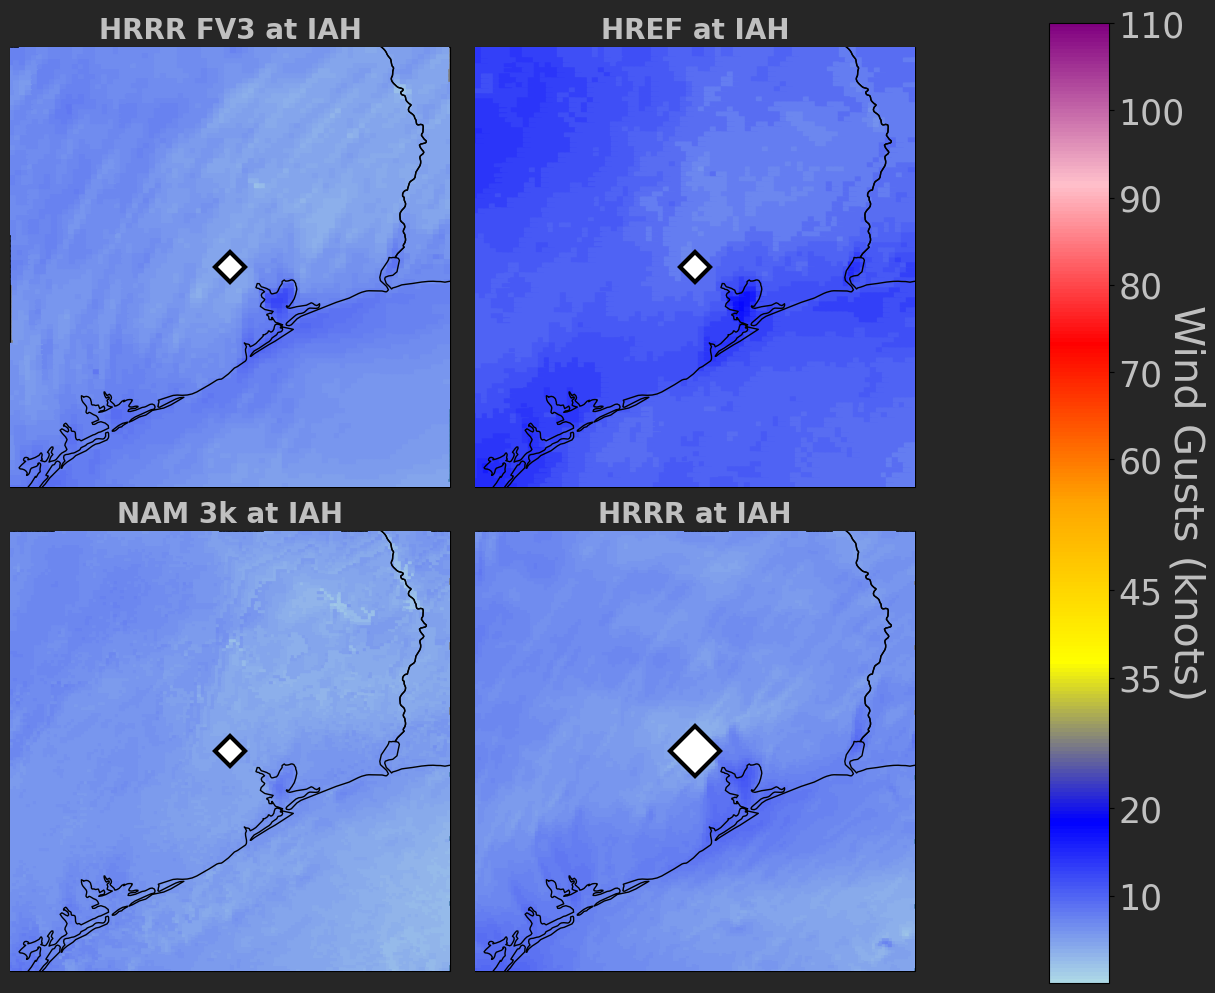 HRRR FV3 at IAH
HREF at IAH
NAM 3k at IAH
HRRR at IAH
110
100
90
80
70
60
45
35
20
10
Wind Gusts (knots)